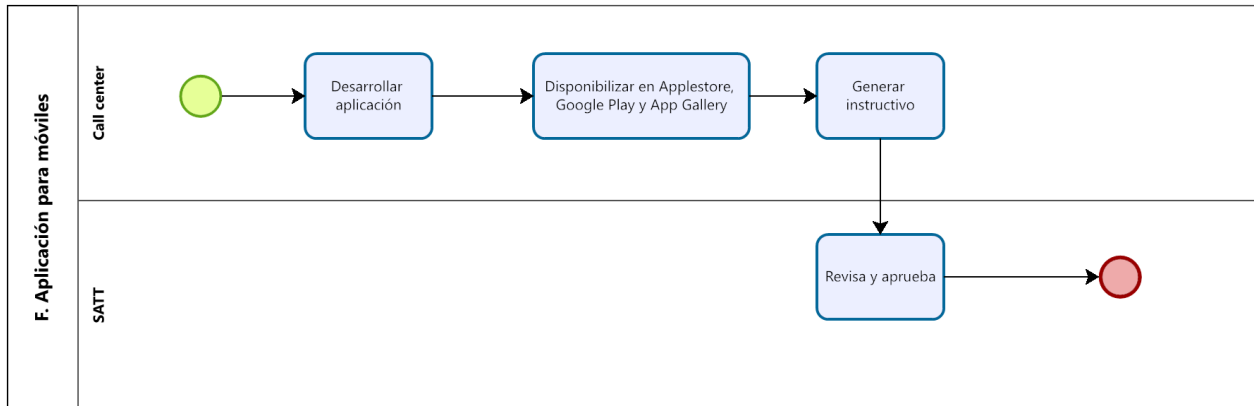 F. Aplicación para móviles
Call center
Desarrollar
aplicación
Disponibilizar en Applestore,
Google Play y App Gallery
Generar
instructivo
SATT
Revisa y aprueba